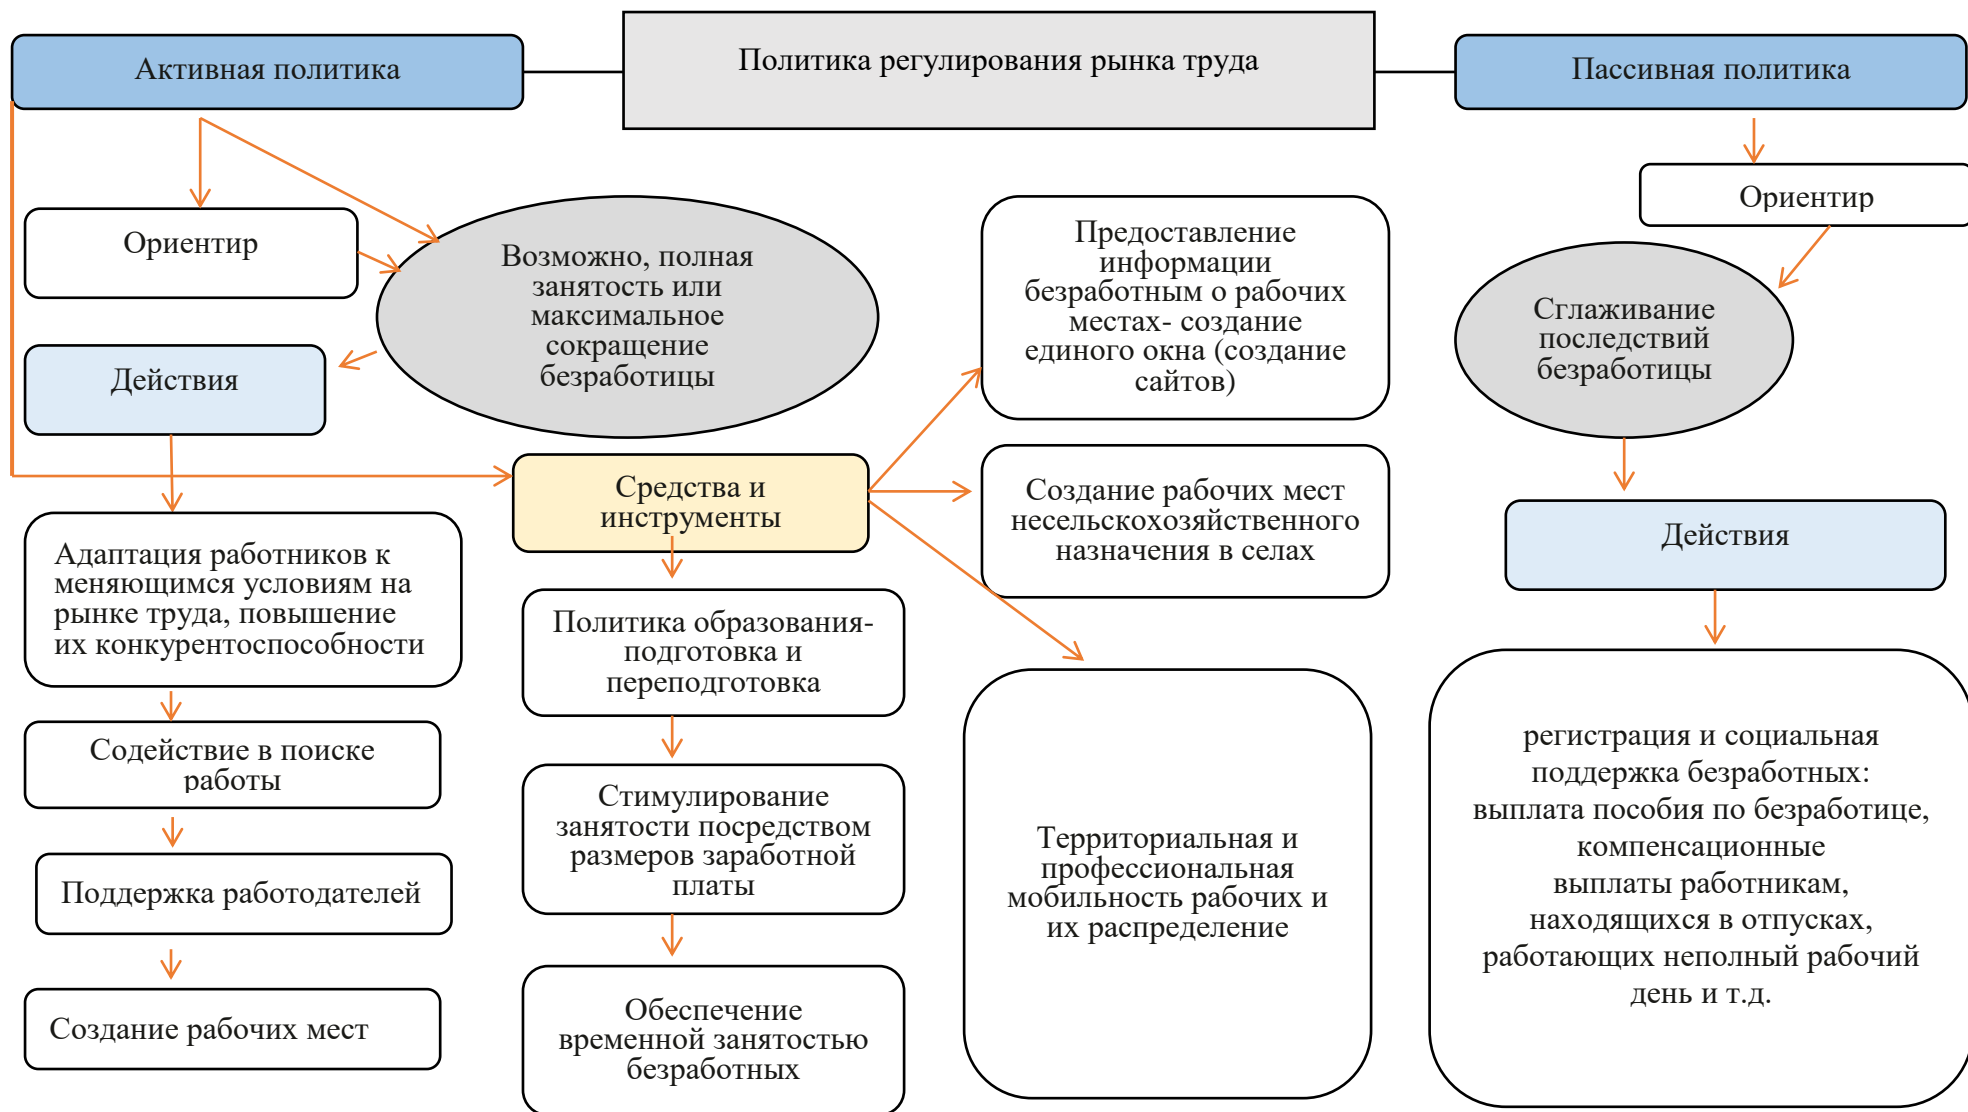 Политика регулирования рынка труда
Активная политика
Пассивная политика
Ориентир
Возможно, полная
занятость или
максимальное
сокращение
безработицы
Действия
Адаптация работников к
меняющимся условиям на
рынке труда, повышение
их конкурентоспособности
Содействие в поиске
работы
Поддержка работодателей
Создание рабочих мест
Средства и
инструменты
Политика образования-
подготовка и
переподготовка
Стимулирование
занятости посредством
размеров заработной
платы
Обеспечение
временной занятостью
безработных
Предоставление
информации
безработным о рабочих
местах- создание
единого окна (создание
сайтов)
Создание рабочих мест
несельскохозяйственного
назначения в селах
Территориальная и
профессиональная
мобильность рабочих и
их распределение
Ориентир
Сглаживание
последствий
безработицы
Действия
регистрация и социальная
поддержка безработных:
выплата пособия по безработице,
компенсационные
выплаты работникам,
находящихся в отпусках,
работающих неполный рабочий
день и т.д.